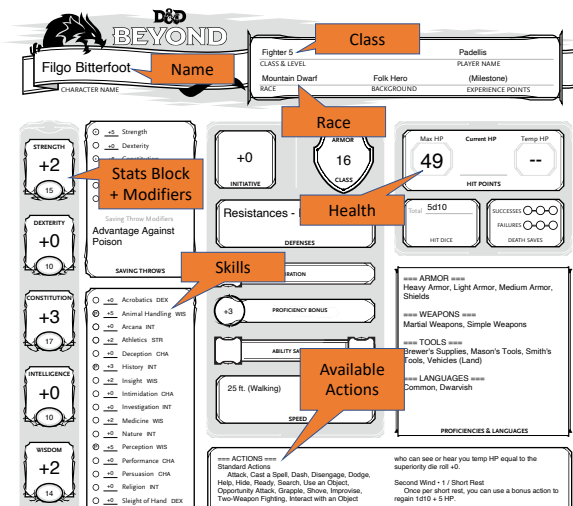 D&D
BEYOND
Filgo Bitterfoot
CHARACTER NAME
Name
Class
Fighter 5
Padellis
CLASS & LEVEL
PLAYER NAME
Mountain Dwarf
Folk Hero
(Milestone)
RACE
BACKGROUND
EXPERIENCE POINTS
Race
STRENGTH
+2
15
DEXTERITY
+0
10
CONSTITUTION
+3
17
INTELLIGENCE
+0
10
WISDOM
+2
14
Stats Block
+ Modifiers
+5 Strength
+0 Dexterity
Saving Throw Modifiers
Advantage Against
Poison
SAVING THROWS
Skills
+0 Acrobatics DEX
P +5 Animal Handling WIS
+0 Arcana INT
+2 Athletics STR
+0 Deception CHA
P +3 History INT
+2 Insight WIS
+0 Intimidation CHA
+0 Investigation INT
+2 Medicine WIS
+0 Nature INT
P +5 Perception WIS
+0 Performance CHA
+0 Persuasion CHA
+0 Religion INT
+0 Sleight of Hand DEX
+0
INITIATIVE
ARMOR
16
CLASS
Resistances -
DEFENSES
+3
PROFICIENCY BONUS
ABILITY
25 ft. (Walking)
SPEED
Available
Actions
Health
Max HP
Current HP
Temp HP
49
--
HIT POINTS
Total
5d10
HIT DICE
SUCCESSES
FAILURES
DEATH SAVES
=== ARMOR ===
Heavy Armor, Light Armor, Medium Armor,
Shields
=== WEAPONS ===
Martial Weapons, Simple Weapons
=== TOOLS ===
Brewer's Supplies, Mason's Tools, Smith's
Tools, Vehicles (Land)
=== LANGUAGES ===
Common, Dwarvish
PROFICIENCIES & LANGUAGES
=== ACTIONS ===
Standard Actions
Attack, Cast a Spell, Dash, Disengage, Dodge,
Help, Hide, Ready, Search, Use an Object,
Opportunity Attack, Grapple, Shove, Improvise,
Two-Weapon Fighting, Interact with an Object
who can see or hear you temp HP equal to the
superiority die roll +0.
Second Wind • 1 / Short Rest
Once per short rest, you can use a bonus action to
regain 1d10 + 5 HP.